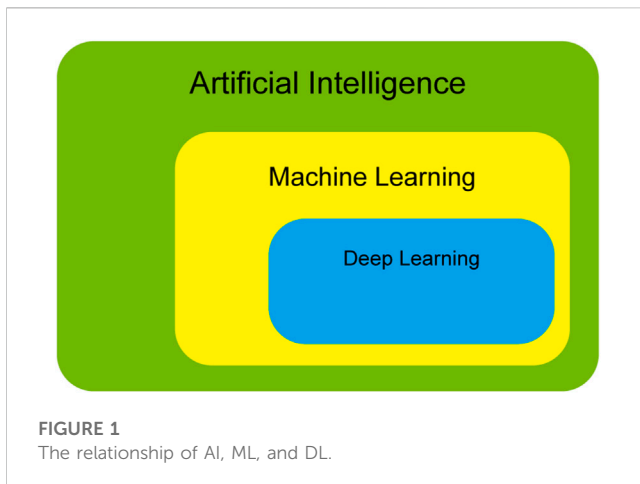 Artificial Intelligence
Machine Learning
Deep Learning
FIGURE 1
The relationship of AI, ML, and DL.